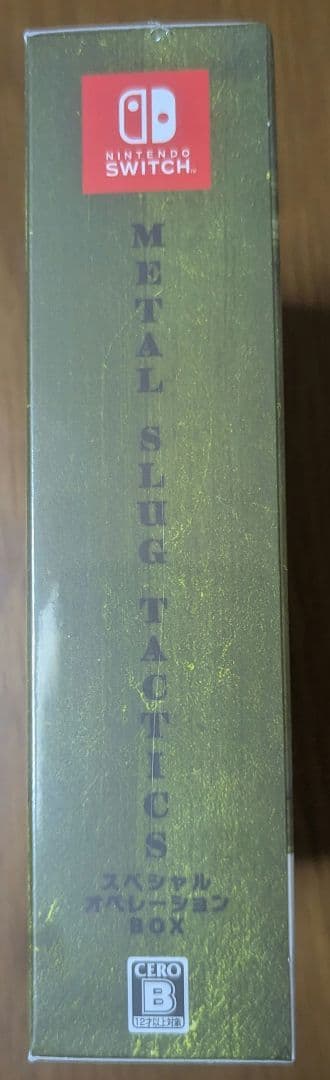 NINTENDO
SWITCH™
METAL SLUG TACTICS
スペシャル
オペレーション
BOX
CERO
B
12才以上対象